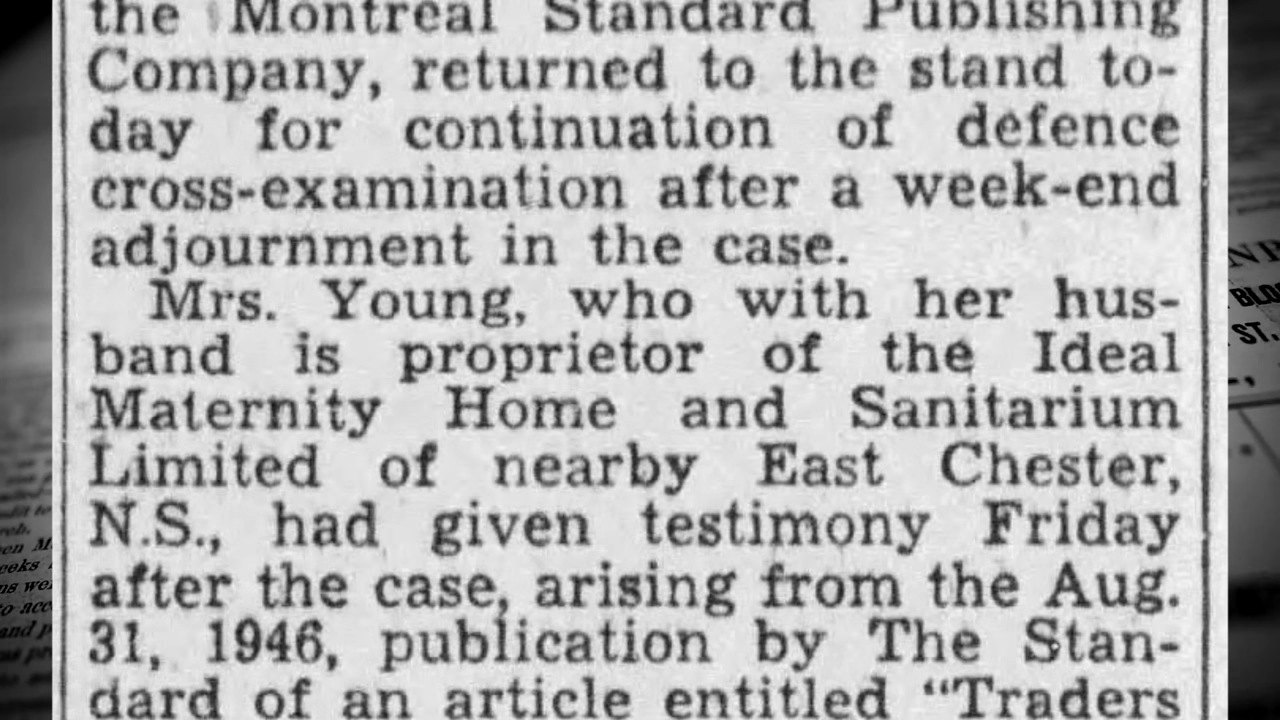 the Montreal Standard Publishing
Company, returned to the stand to-
day for continuation of defence
cross-examination after a week-end
adjournment in the case.
Mrs. Young, who with her hus-
band is proprietor of the Ideal
Maternity Home and Sanitarium
Limited of nearby East Chester,
N.S., had given testimony Friday
after the case, arising from the Aug.
31, 1946, publication by The Stan-
dard of an article entitled “Traders
ST.